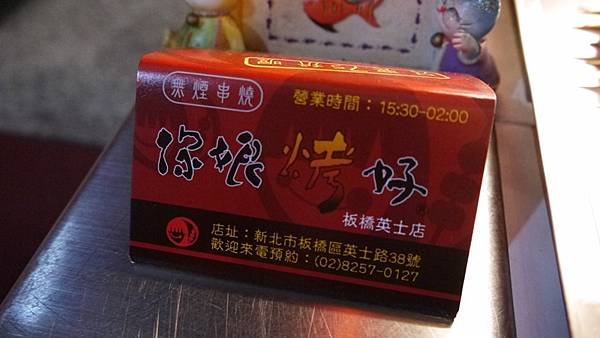 無煙串燒
營業時間：15:30-02:00
你娘烤好
板橋英士店
店址：新北市板橋區英士路38號
歡迎來電預約：(02)8257-0127